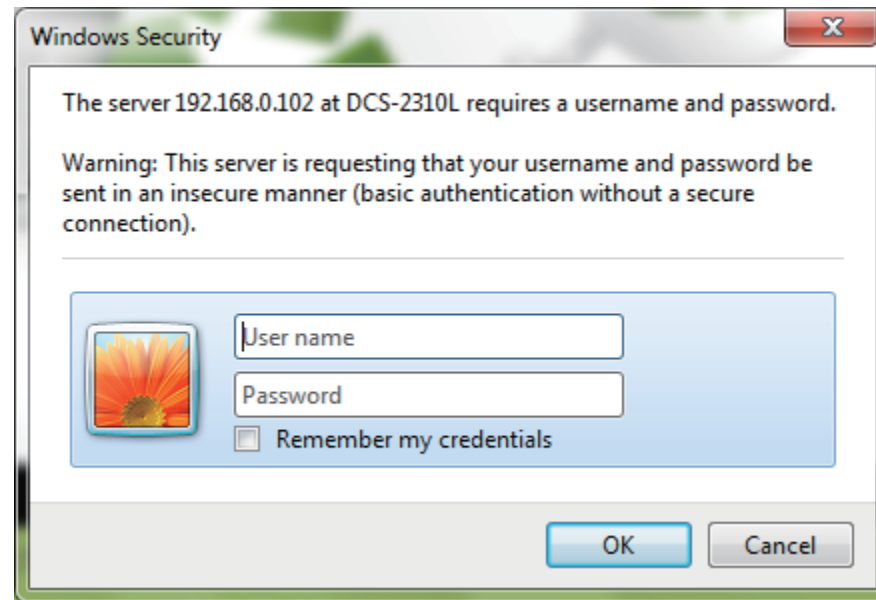 Windows Security
The server 192.168.0.102 at DCS-2310L requires a username and password.
Warning: This server is requesting that your username and password be
sent in an insecure manner (basic authentication without a secure
connection).
User name
Password
Remember my credentials
OK Cancel